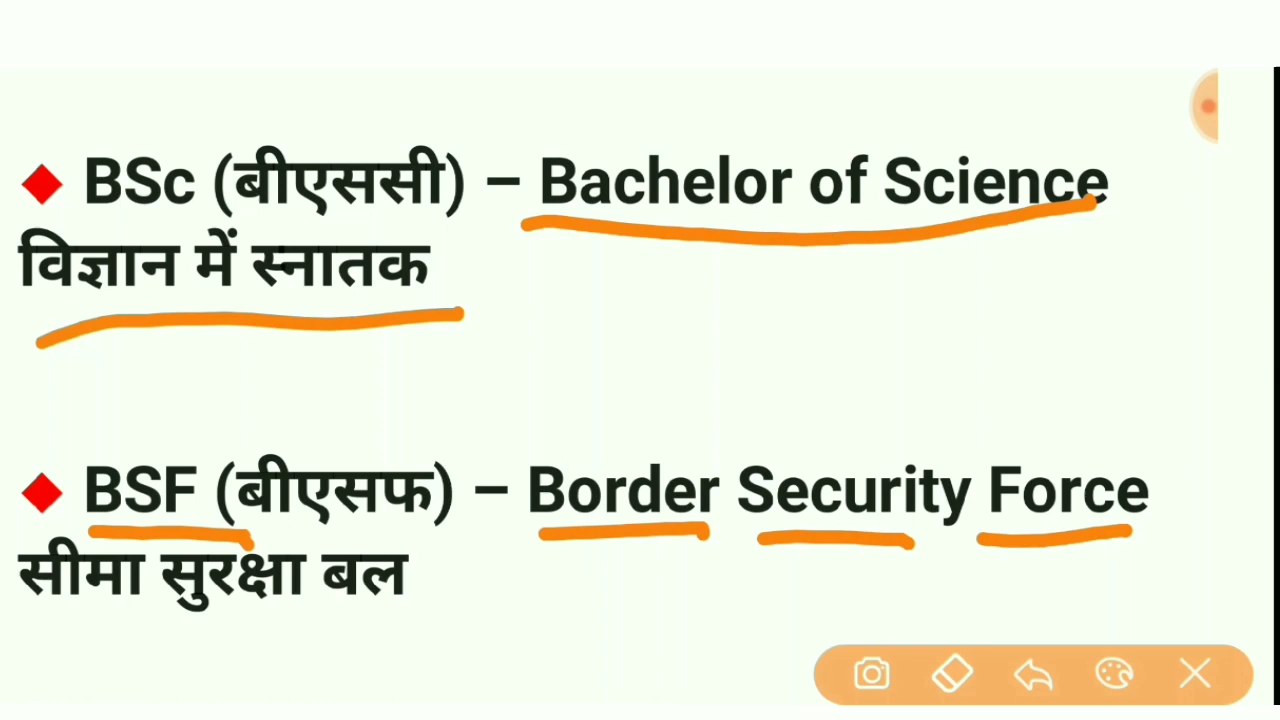 ◆ BSc (बीएससी) – Bachelor of Science
विज्ञान में स्नातक
◆ BSF (बीएसफ) – Border Security Force
सीमा सुरक्षा बल